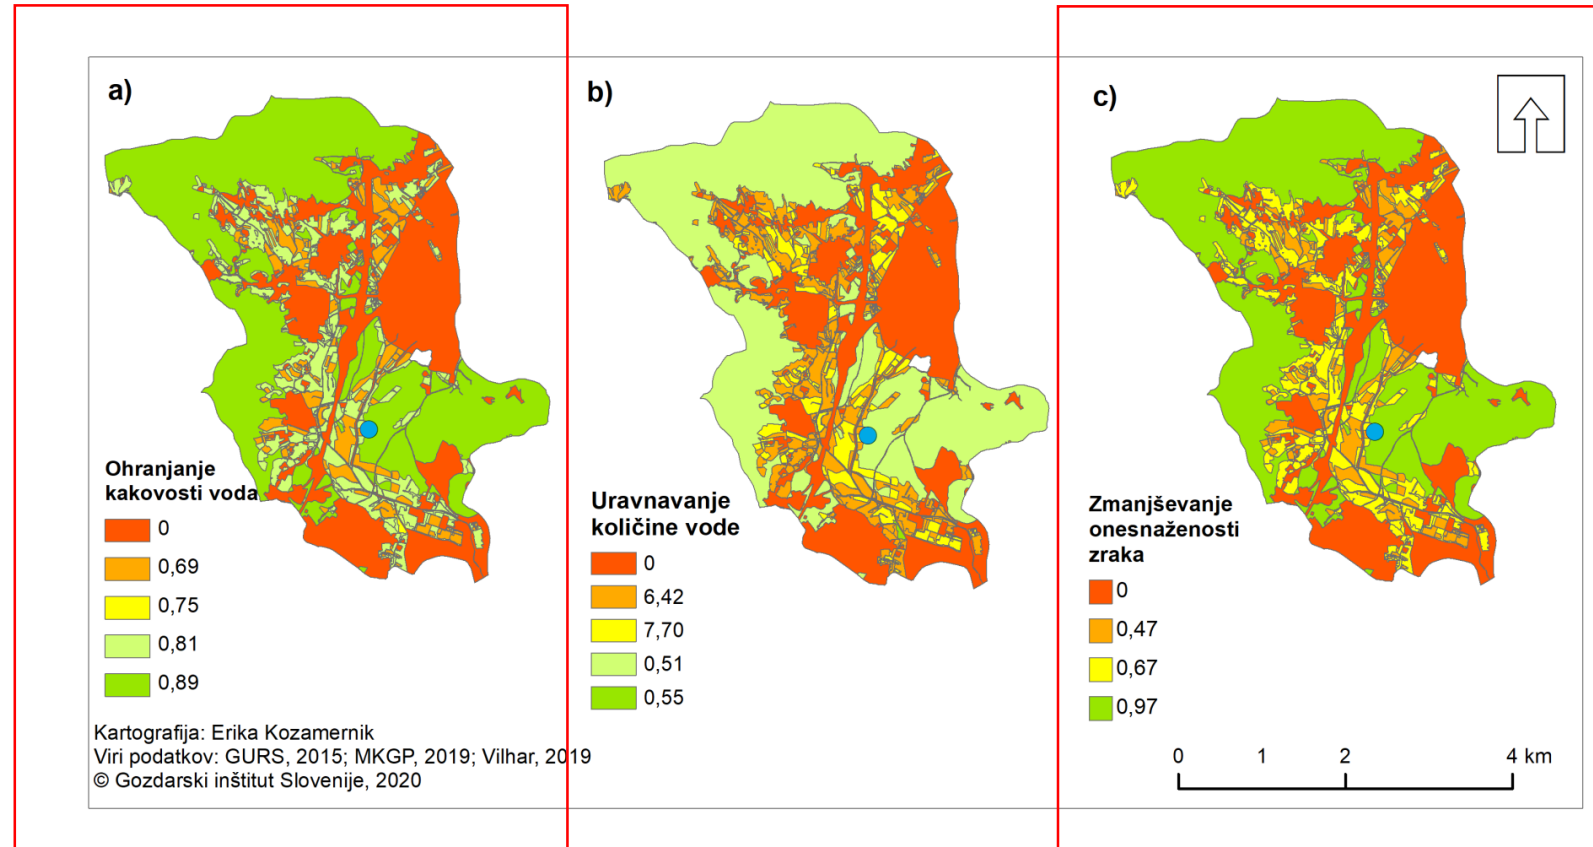 a)
Ohranjanje
kakovosti voda
0
0,69
0,75
0,81
0,89
Kartografija: Erika Kozamernik
Viri podatkov: GURS, 2015; MKGP, 2019; Vilhar, 2019
© Gozdarski inštitut Slovenije, 2020
b)
Uravnavanje
količine vode
0
6,42
7,70
0,51
0,55
c)
Zmanjševanje
onesnaženosti
zraka
0
0,47
0,67
0,97
0 1 2 4 km